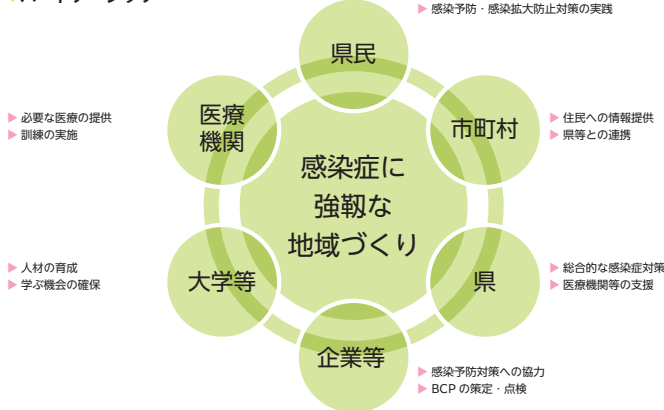 ▶ 感染予防・感染拡大防止対策の実践
県民
医療
機関
▶ 必要な医療の提供
▶ 訓練の実施
市町村
▶ 住民への情報提供
▶ 県等との連携
感染症に
強靱な
地域づくり
大学等
▶ 人材の育成
▶ 学ぶ機会の確保
県
▶ 総合的な感染症対策
▶ 医療機関等の支援
企業等
▶ 感染予防対策への協力
▶ BCP の策定・点検